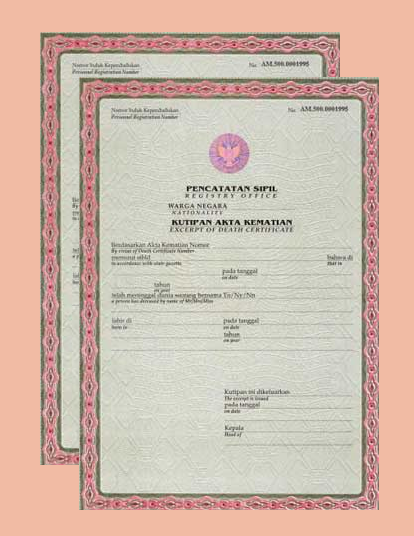 Nomor Induk Kependudukan
Personal Registration Number
No. AM.500.0001995
Nomor Induk Kependudukan
Personal Registration Number
No. AM.500.0001995
PENCATATAN SIPIL
REGISTRY OFFICE
WARGA NEGARA
NATIONALITY
KUTIPAN AKTA KEMATIAN
EXCERPT OF DEATH CERTIFICATE
Berdasarkan Akta Kematian Nomor
By virtue of Death Certificate Number
menurut stbld
in accordance with state gazette
bahwa di
that in
pada tanggal
on date
tahun
on year
telah meninggal dunia seorang bernama Tn/Ny/Nn
a person has deceased by name of Mr/Mrs/Miss
lahir di
born in
pada tanggal
on date
tahun
on year
Kutipan ini dikeluarkan
The excerpt is issued
pada tanggal
on date
Kepala
Head of